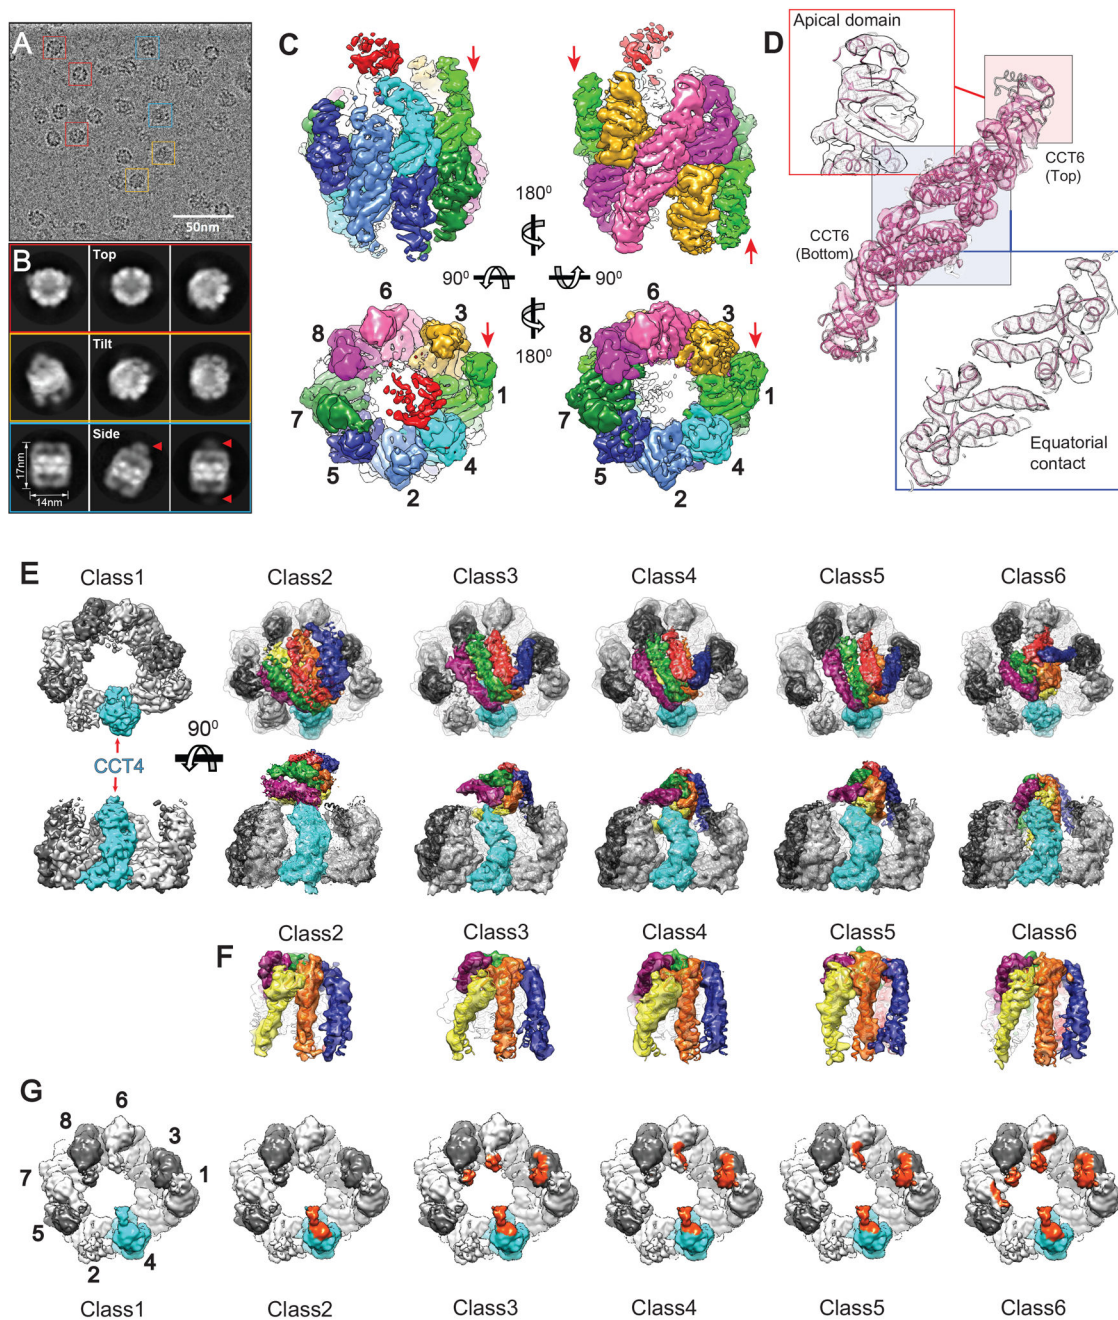 A
50nm
B
Top
Tilt
Side
17nm
14nm
C
180⁰
90⁰
90⁰
180⁰
6
8
3
1
7
5
4
2
6
8
3
1
7
5
4
2
D
Apical domain
CCT6
(Top)
CCT6
(Bottom)
Equatorial
contact
E
Class1
Class2
Class3
Class4
Class5
Class6
90⁰
CCT4
F
Class2
Class3
Class4
Class5
Class6
G
6
8
3
7
1
5
2
4
Class1
Class2
Class3
Class4
Class5
Class6